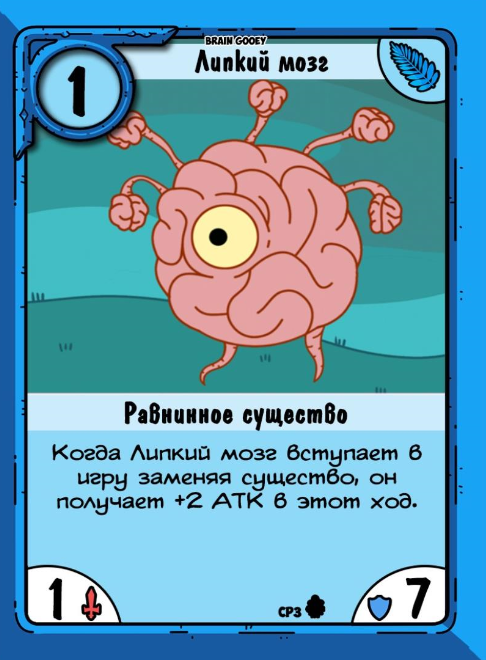 BRAIN GOOEY
1
Липкий мозг
Равнинное существо
Когда Липкий мозг вступает в
игру заменяя существо, он
получает +2 АТК в этот ход.
1
CP3
7